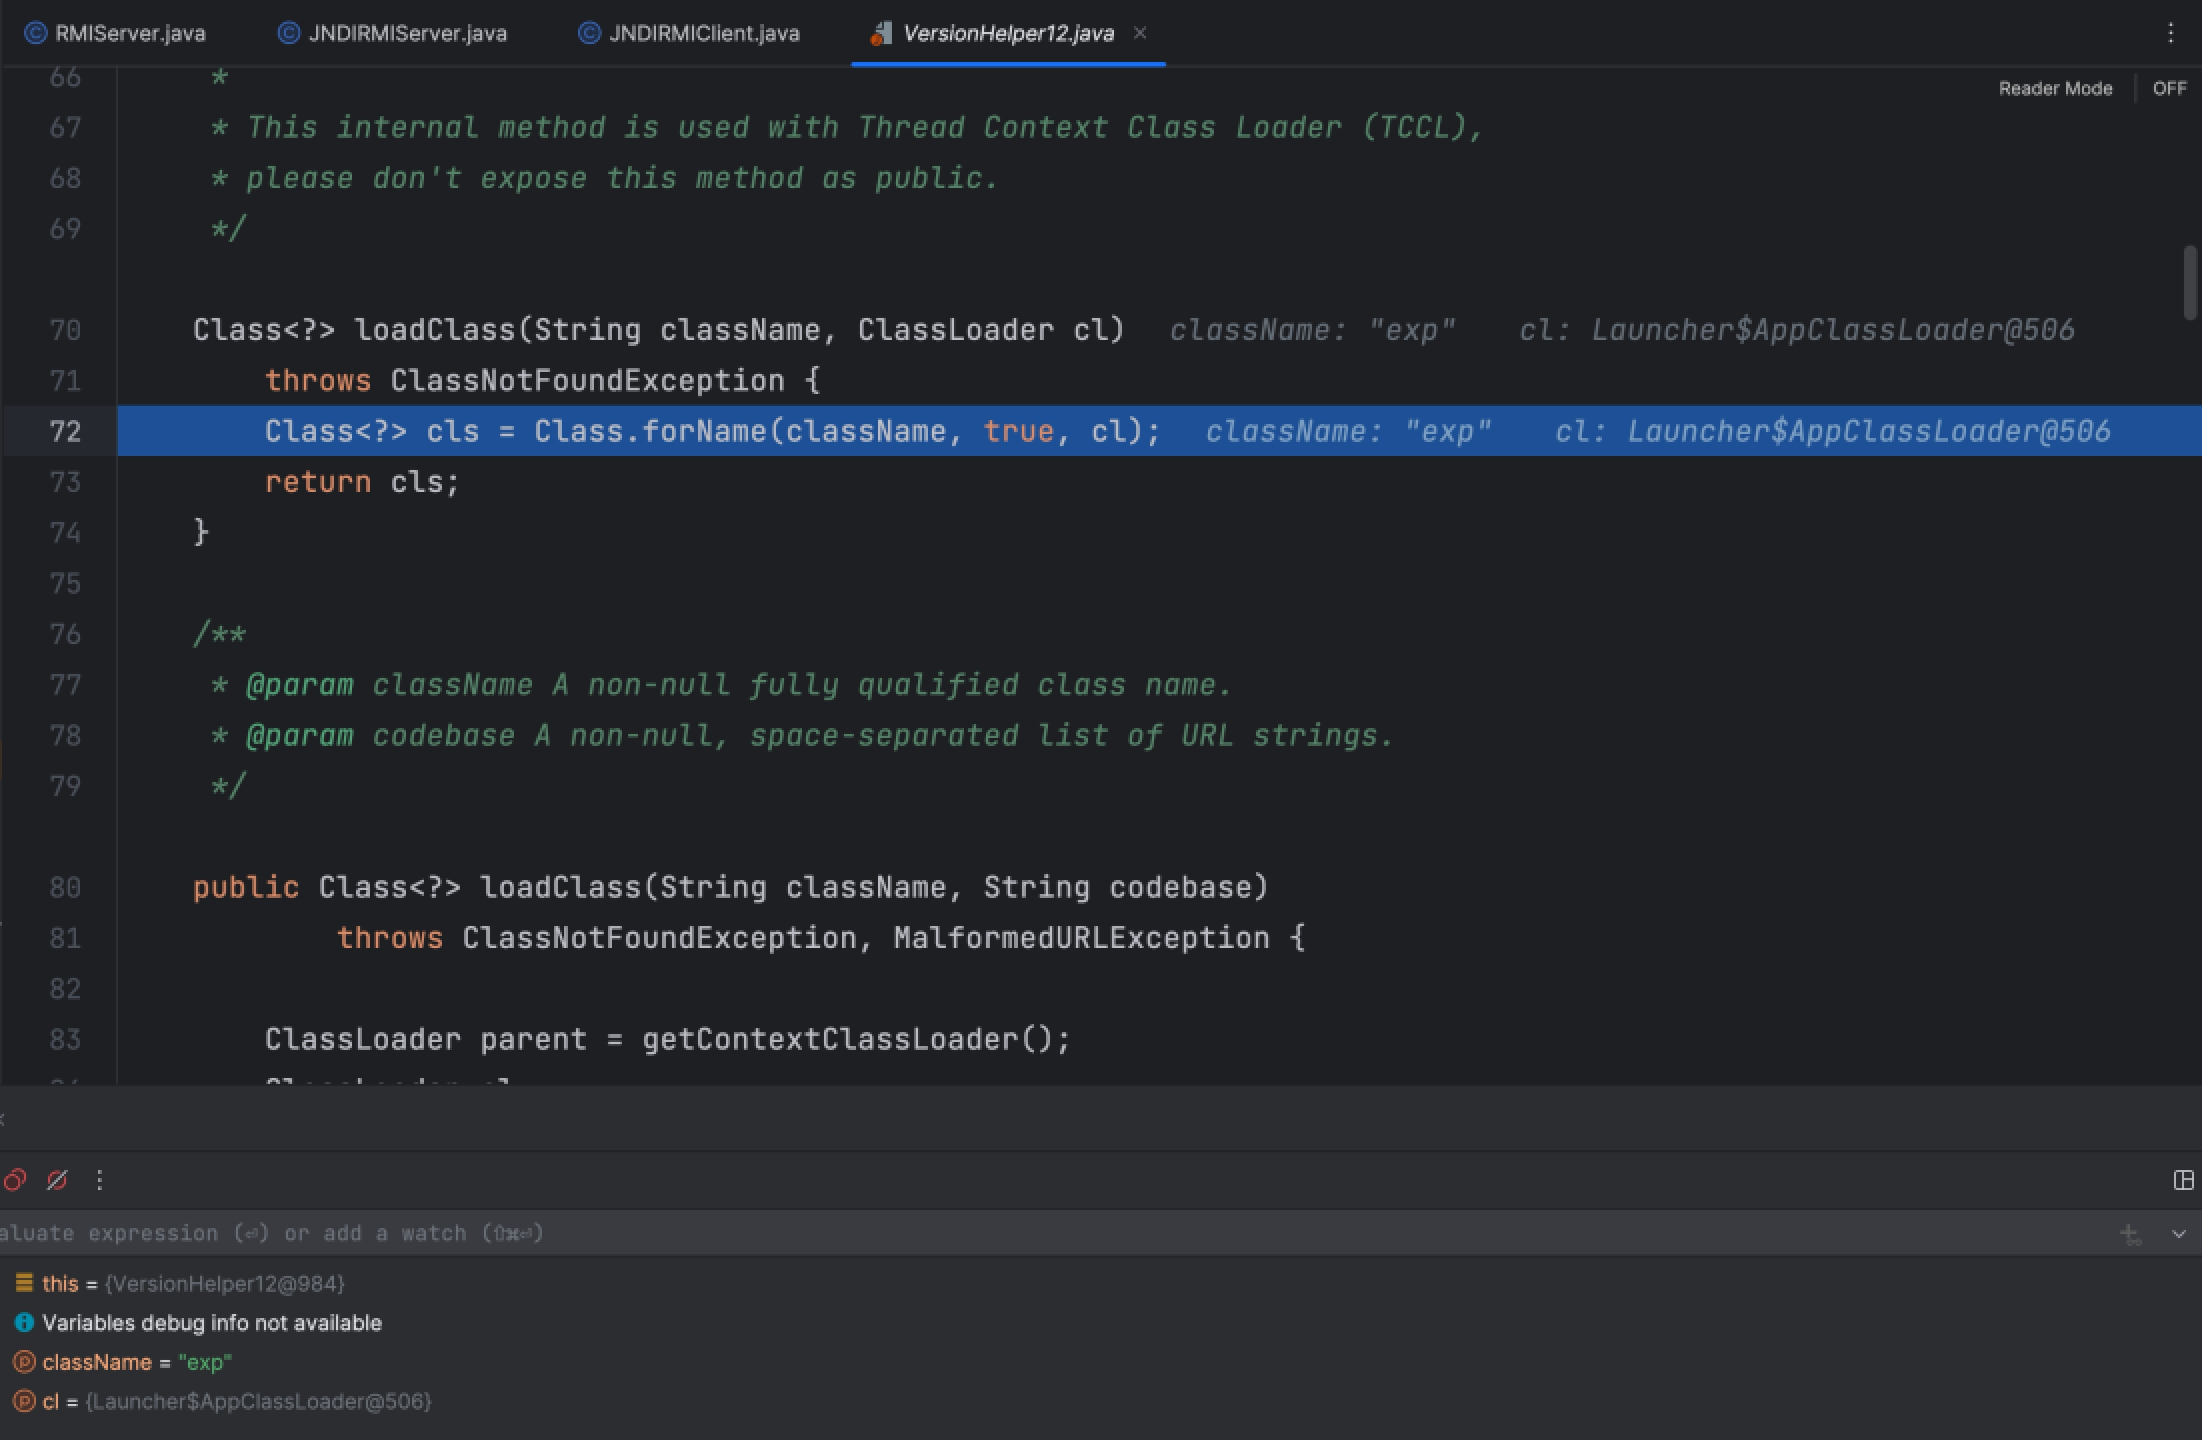 RMIServer.java JNDIRMIServer.java JNDIRMIClient.java VersionHelper12.java
Reader Mode OFF
66 *
67 * This internal method is used with Thread Context Class Loader (TCCL),
68 * please don't expose this method as public.
69 */
70 Class<?> loadClass(String className, ClassLoader cl) className: "exp" cl: Launcher$AppClassLoader@506
71 throws ClassNotFoundException {
72 Class<?> cls = Class.forName(className, true, cl); className: "exp" cl: Launcher$AppClassLoader@506
73 return cls;
74 }
75
76 /**
77 * @param className A non-null fully qualified class name.
78 * @param codebase A non-null, space-separated list of URL strings.
79 */
80 public Class<?> loadClass(String className, String codebase)
81 throws ClassNotFoundException, MalformedURLException {
82
83 ClassLoader parent = getContextClassLoader();
aluate expression (⏎) or add a watch (⇧⌘⏎)
this = {VersionHelper12@984}
Variables debug info not available
className = "exp"
cl = {Launcher$AppClassLoader@506}